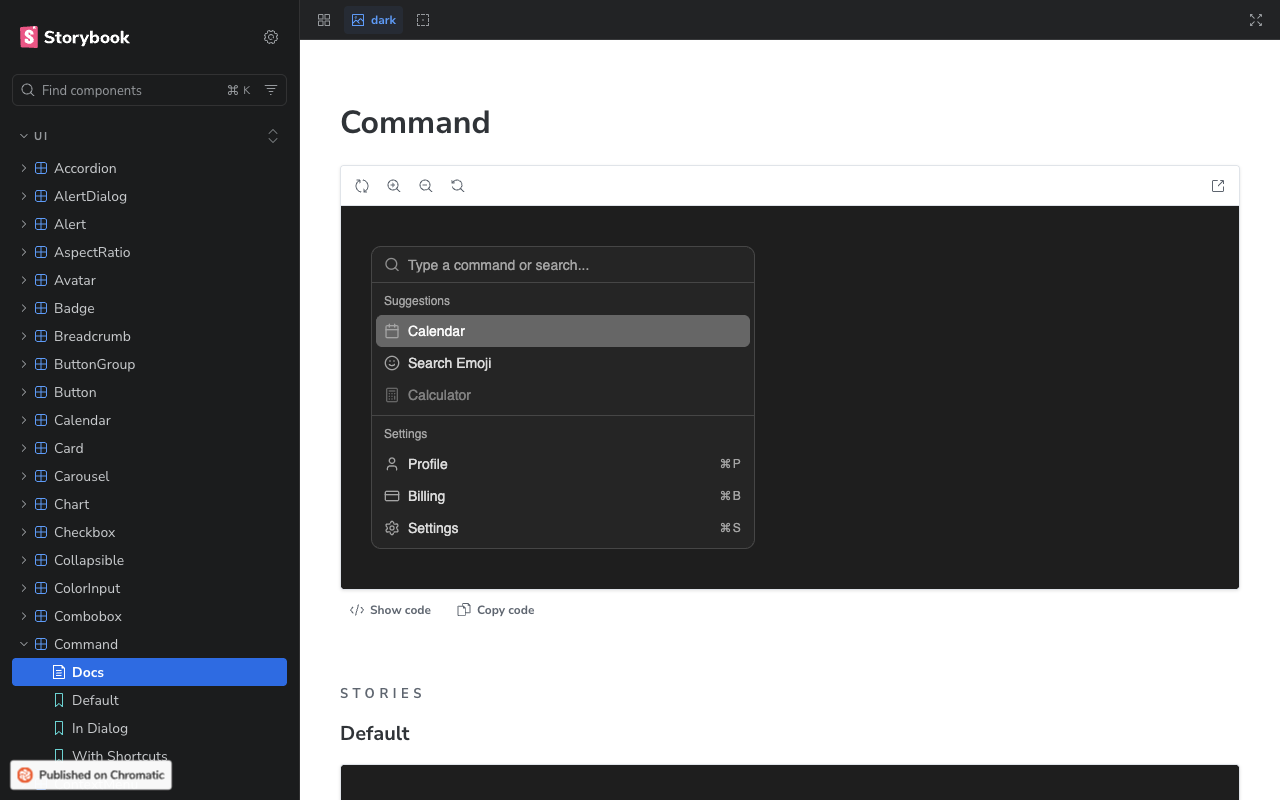 Storybook
Find components
⌘ K
UI
Accordion
AlertDialog
Alert
AspectRatio
Avatar
Badge
Breadcrumb
ButtonGroup
Button
Calendar
Card
Carousel
Chart
Checkbox
Collapsible
ColorInput
Combobox
Command
Docs
Default
In Dialog
With Shortcuts
Published on Chromatic
dark
Command
Type a command or search...
Suggestions
Calendar
Search Emoji
Calculator
Settings
Profile ⌘P
Billing ⌘B
Settings ⌘S
Show code Copy code
STORIES
Default